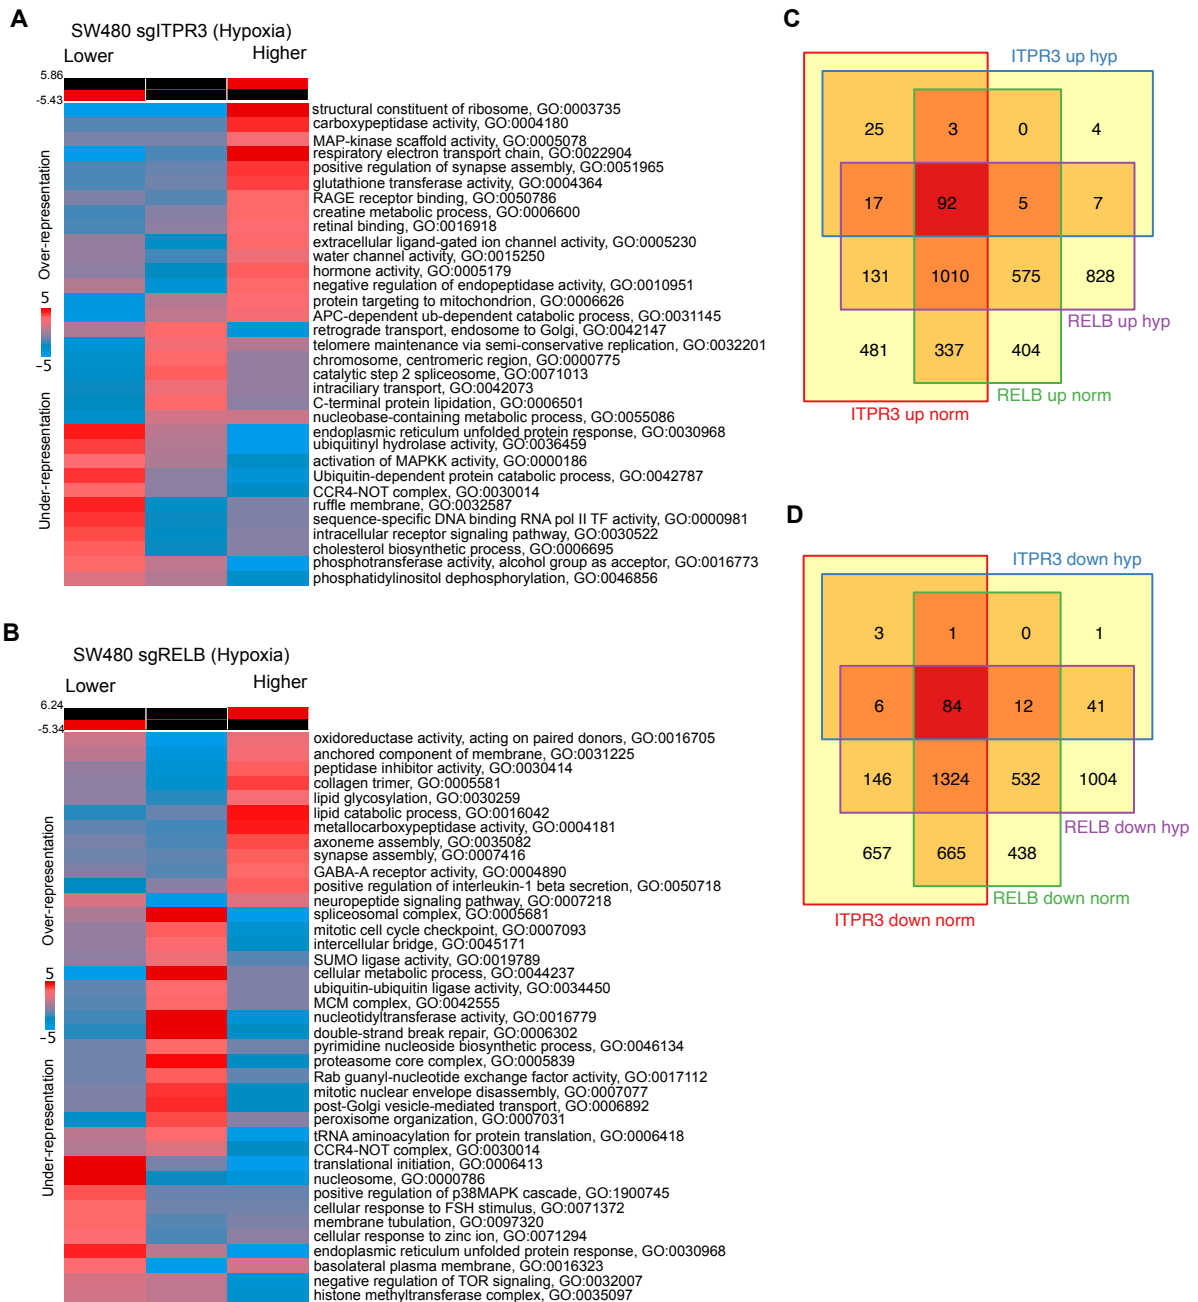 A
SW480 sgITPR3 (Hypoxia)
Lower
Higher
5.86
-5.43
structural constituent of ribosome, GO:0003735
carboxypeptidase activity, GO:0004180
MAP-kinase scaffold activity, GO:0005078
respiratory electron transport chain, GO:0022904
positive regulation of synapse assembly, GO:0051965
glutathione transferase activity, GO:0004364
RAGE receptor binding, GO:0050786
creatine metabolic process, GO:0006600
retinal binding, GO:0016918
extracellular ligand-gated ion channel activity, GO:0005230
water channel activity, GO:0015250
hormone activity, GO:0005179
negative regulation of endopeptidase activity, GO:0010951
protein targeting to mitochondrion, GO:0006626
APC-dependent ub-dependent catabolic process, GO:0031145
retrograde transport, endosome to Golgi, GO:0042147
telomere maintenance via semi-conservative replication, GO:0032201
chromosome, centromeric region, GO:0000775
catalytic step 2 spliceosome, GO:0071013
intraciliary transport, GO:0042073
C-terminal protein lipidation, GO:0006501
nucleobase-containing metabolic process, GO:0055086
endoplasmic reticulum unfolded protein response, GO:0030968
ubiquitinyl hydrolase activity, GO:0036459
activation of MAPKK activity, GO:0000186
Ubiquitin-dependent protein catabolic process, GO:0042787
CCR4-NOT complex, GO:0030014
ruffle membrane, GO:0032587
sequence-specific DNA binding RNA pol II TF activity, GO:0000981
intracellular receptor signaling pathway, GO:0030522
cholesterol biosynthetic process, GO:0006695
phosphotransferase activity, alcohol group as acceptor, GO:0016773
phosphatidylinositol dephosphorylation, GO:0046856
Over-representation
5
-5
Under-representation
B
SW480 sgRELB (Hypoxia)
Lower
Higher
6.24
-5.34
oxidoreductase activity, acting on paired donors, GO:0016705
anchored component of membrane, GO:0031225
peptidase inhibitor activity, GO:0030414
collagen trimer, GO:0005581
lipid glycosylation, GO:0030259
lipid catabolic process, GO:0016042
metallocarboxypeptidase activity, GO:0004181
axoneme assembly, GO:0035082
synapse assembly, GO:0007416
GABA-A receptor activity, GO:0004890
positive regulation of interleukin-1 beta secretion, GO:0050718
neuropeptide signaling pathway, GO:0007218
spliceosomal complex, GO:0005681
mitotic cell cycle checkpoint, GO:0007093
intercellular bridge, GO:0045171
SUMO ligase activity, GO:0019789
cellular metabolic process, GO:0044237
ubiquitin-ubiquitin ligase activity, GO:0034450
MCM complex, GO:0042555
nucleotidyltransferase activity, GO:0016779
double-strand break repair, GO:0006302
pyrimidine nucleoside biosynthetic process, GO:0046134
proteasome core complex, GO:0005839
Rab guanyl-nucleotide exchange factor activity, GO:0017112
mitotic nuclear envelope disassembly, GO:0007077
post-Golgi vesicle-mediated transport, GO:0006892
peroxisome organization, GO:0007031
tRNA aminoacylation for protein translation, GO:0006418
CCR4-NOT complex, GO:0030014
translational initiation, GO:0006413
nucleosome, GO:0000786
positive regulation of p38MAPK cascade, GO:1900745
cellular response to FSH stimulus, GO:0071372
membrane tubulation, GO:0097320
cellular response to zinc ion, GO:0071294
endoplasmic reticulum unfolded protein response, GO:0030968
basolateral plasma membrane, GO:0016323
negative regulation of TOR signaling, GO:0032007
histone methyltransferase complex, GO:0035097
Over-representation
5
-5
Under-representation
C
ITPR3 up hyp
25 3 0 4
17 92 5 7
131 1010 575 828
RELB up hyp
481 337 404
RELB up norm
ITPR3 up norm
D
ITPR3 down hyp
3 1 0 1
6 84 12 41
146 1324 532 1004
RELB down hyp
657 665 438
RELB down norm
ITPR3 down norm